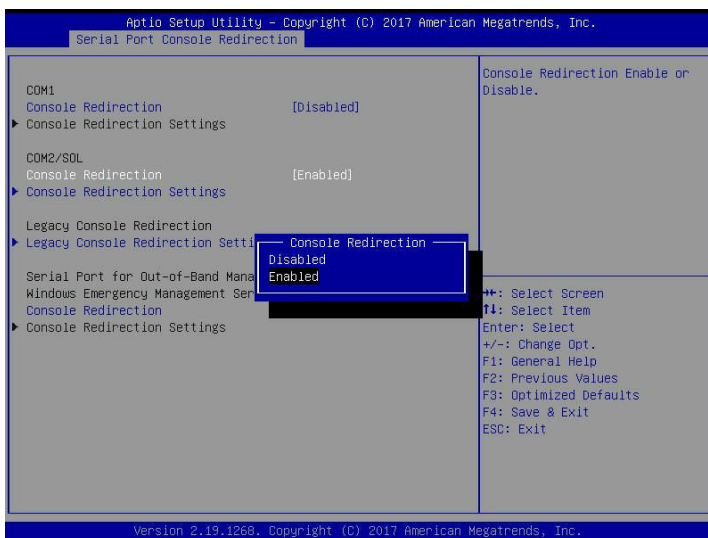 Aptio Setup Utility – Copyright (C) 2017 American Megatrends, Inc.
Serial Port Console Redirection
COM1
Console Redirection [Disabled]
▶ Console Redirection Settings
COM2/SOL
Console Redirection [Enabled]
▶ Console Redirection Settings
Legacy Console Redirection
▶ Legacy Console Redirection Setti
Serial Port for Out-of-Band Mana
Windows Emergency Management Ser
Console Redirection
▶ Console Redirection Settings
Console Redirection
Disabled
Enabled
Console Redirection Enable or
Disable.
→←: Select Screen
↑↓: Select Item
Enter: Select
+/-: Change Opt.
F1: General Help
F2: Previous Values
F3: Optimized Defaults
F4: Save & Exit
ESC: Exit
Version 2.19.1268. Copyright (C) 2017 American Megatrends, Inc.